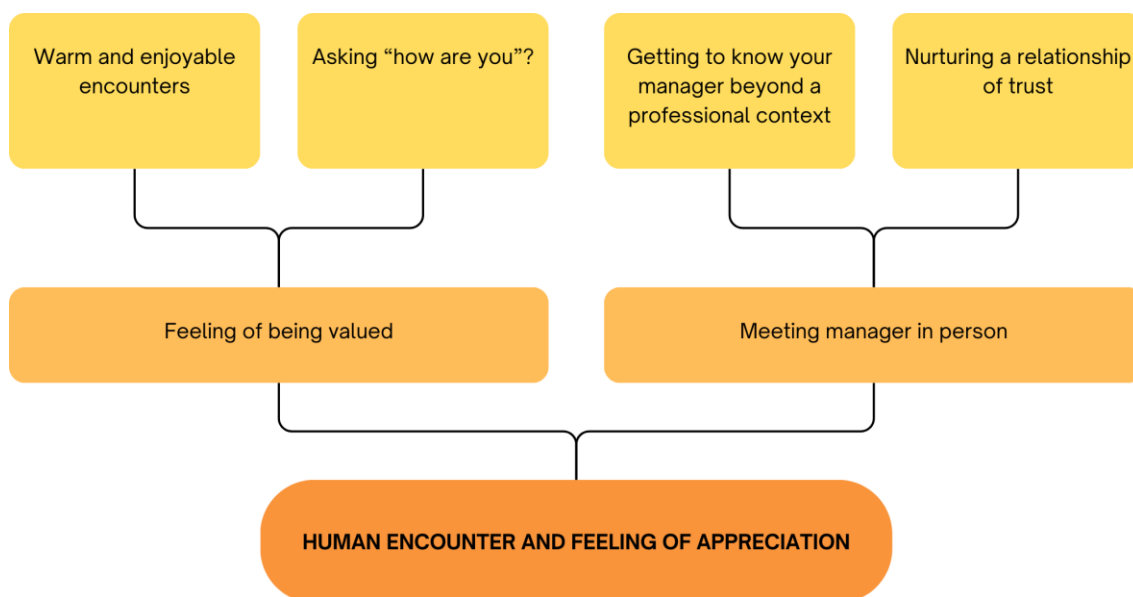 Warm and enjoyable
encounters
Asking “how are you”?
Getting to know your
manager beyond a
professional context
Nurturing a relationship
of trust
Feeling of being valued
Meeting manager in person
HUMAN ENCOUNTER AND FEELING OF APPRECIATION